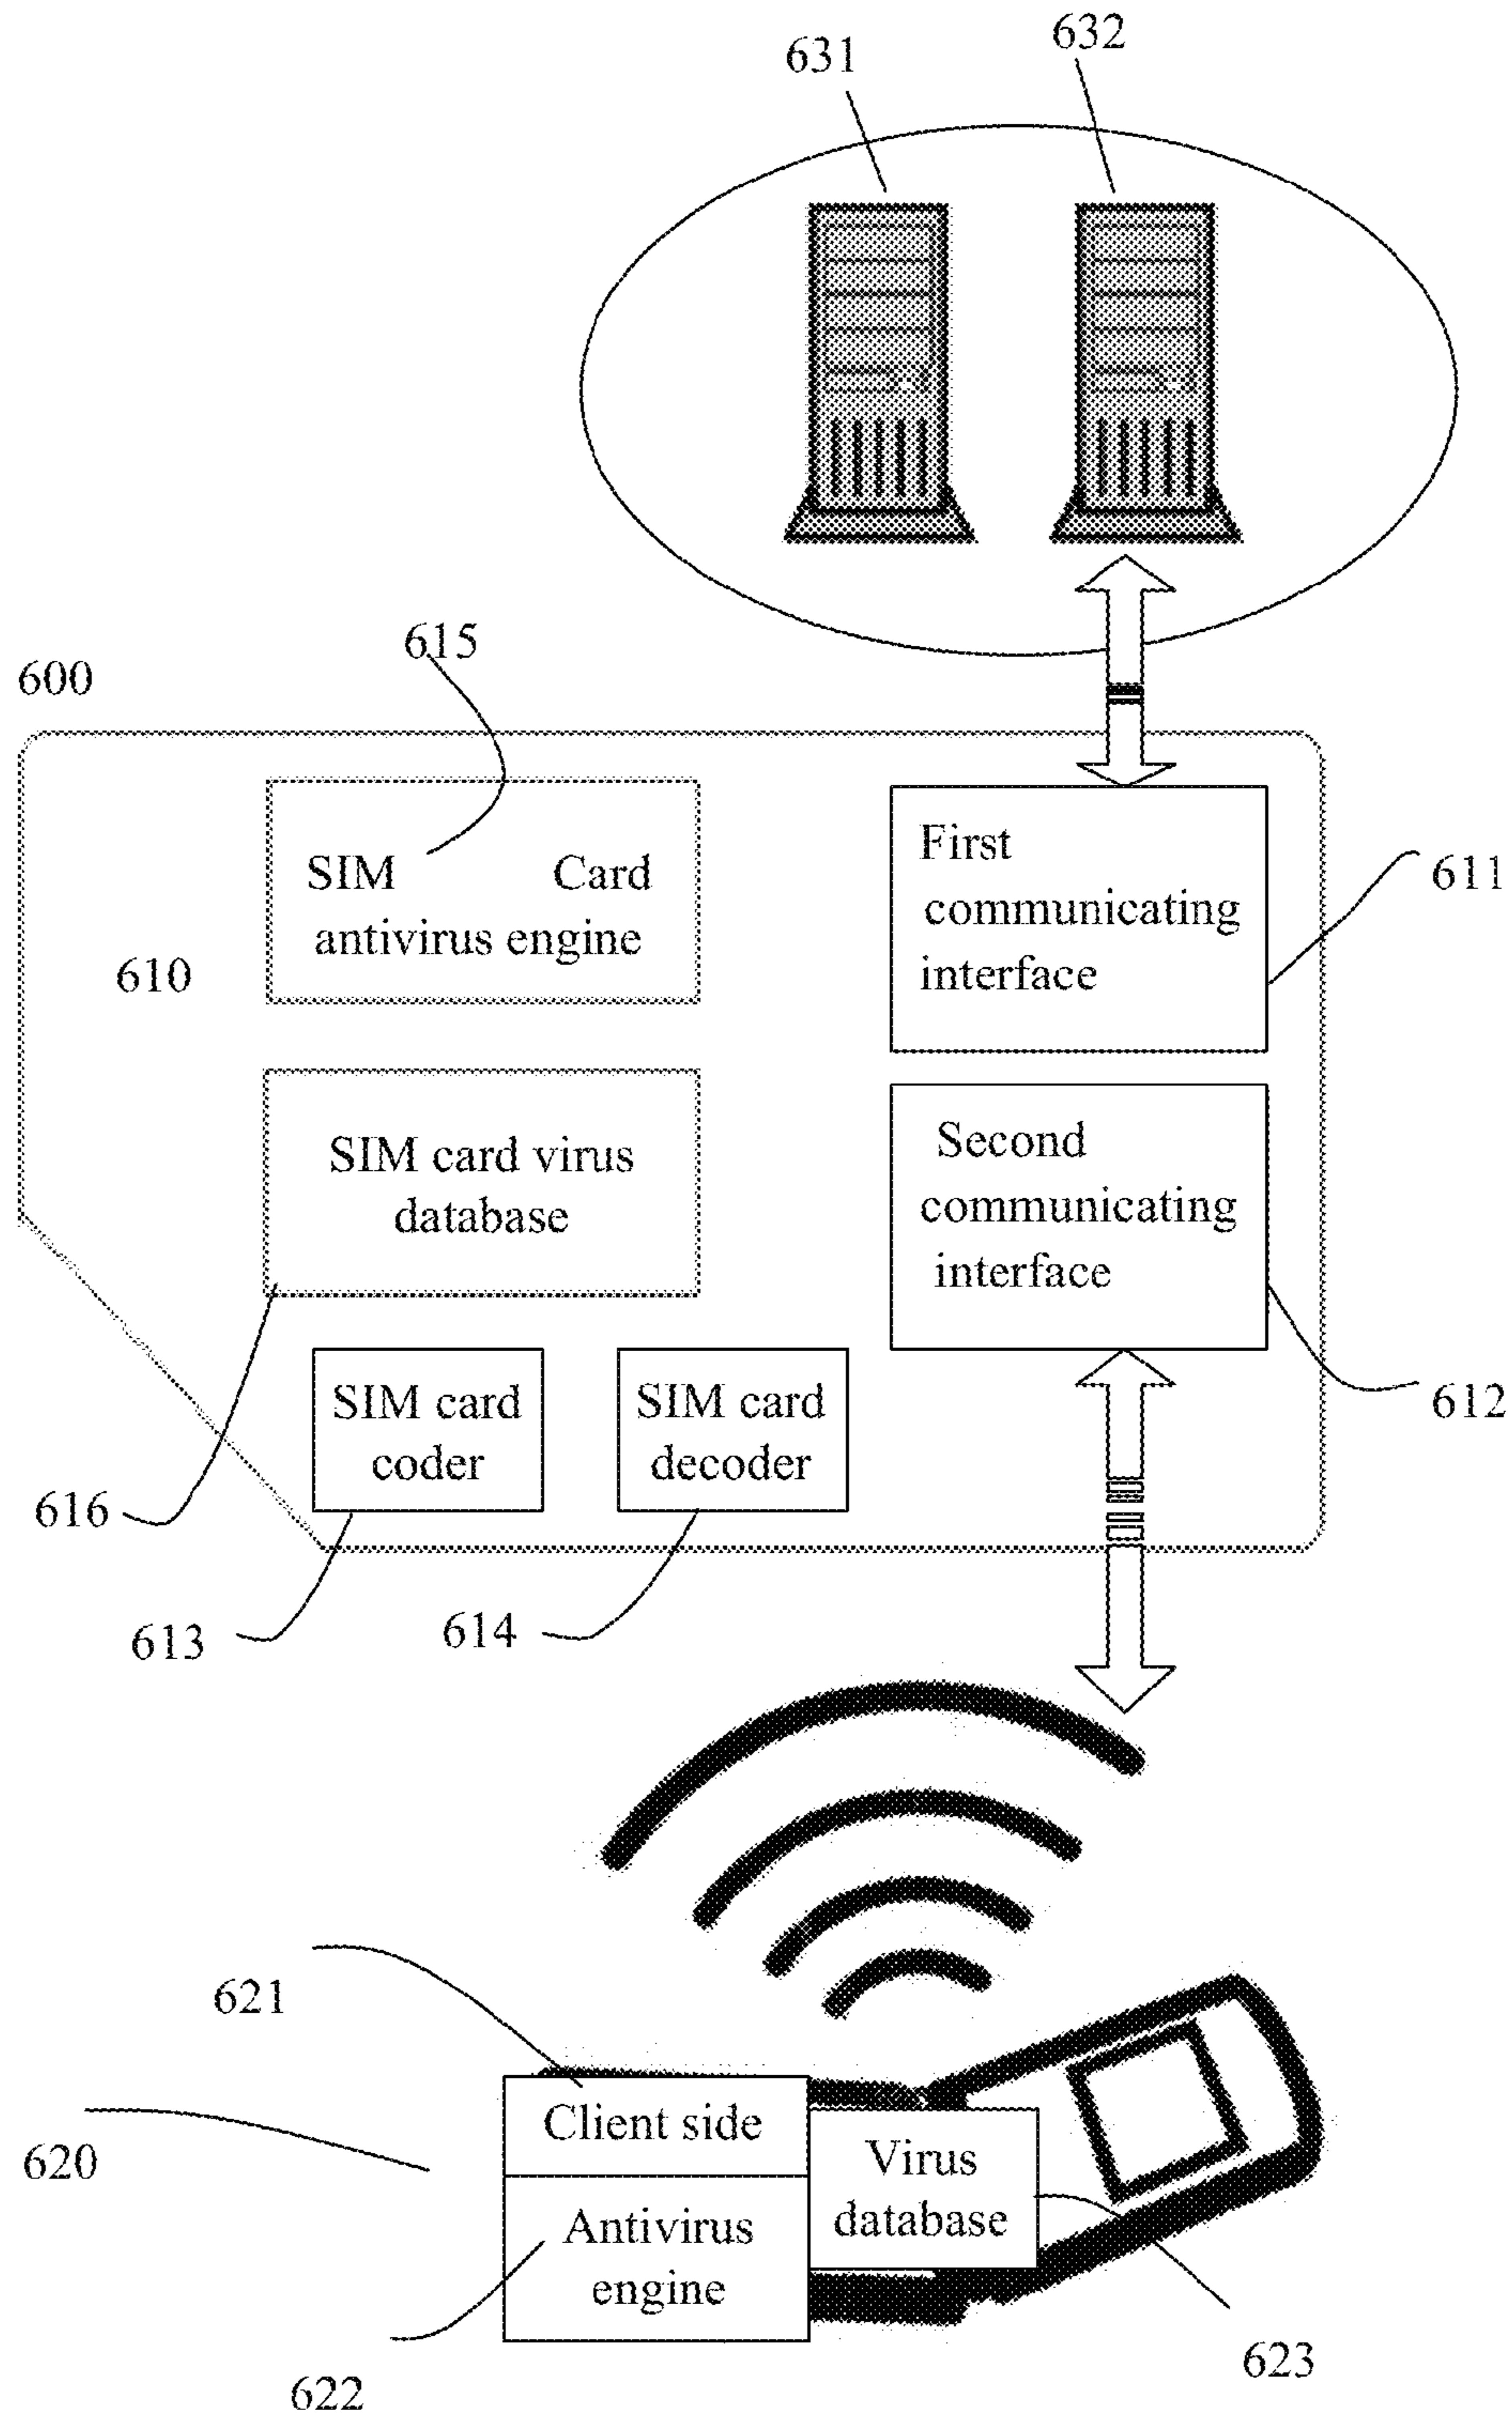 631
632
615
600
SIM Card
antivirus engine
First
communicating
interface
611
610
SIM card virus
database
Second
communicating
interface
612
SIM card
coder
SIM card
decoder
616
613
614
621
Client side
Virus
database
620
Antivirus
engine
623
622